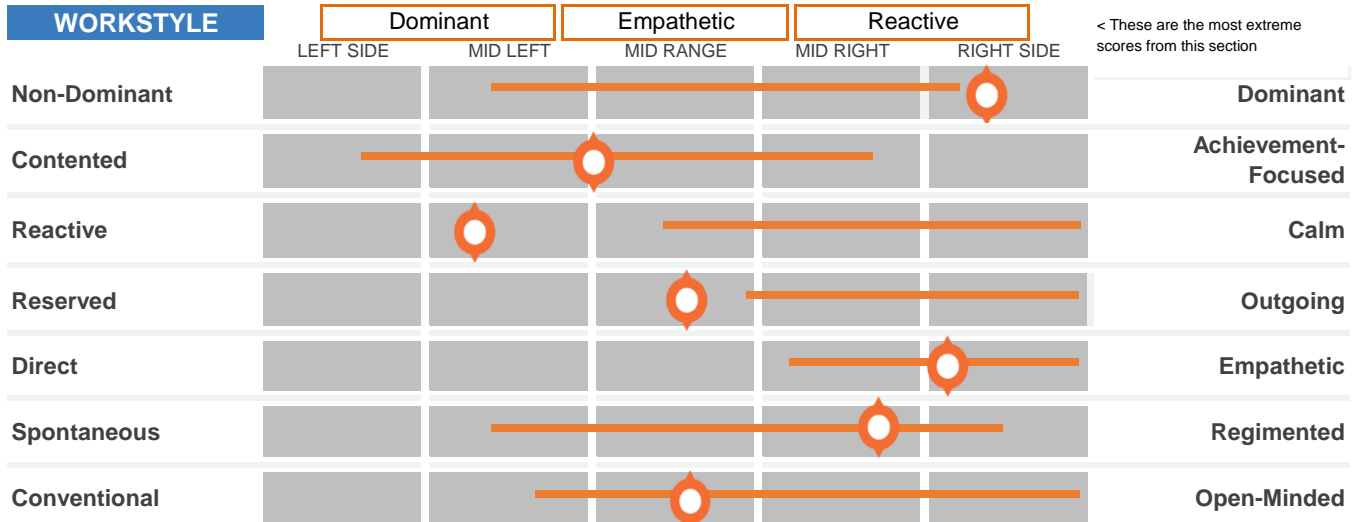 WORKSTYLE
Dominant
Empathetic
Reactive
< These are the most extreme
scores from this section
LEFT SIDE
MID LEFT
MID RANGE
MID RIGHT
RIGHT SIDE
Non-Dominant
Dominant
Contented
Achievement-
Focused
Reactive
Calm
Reserved
Outgoing
Direct
Empathetic
Spontaneous
Regimented
Conventional
Open-Minded